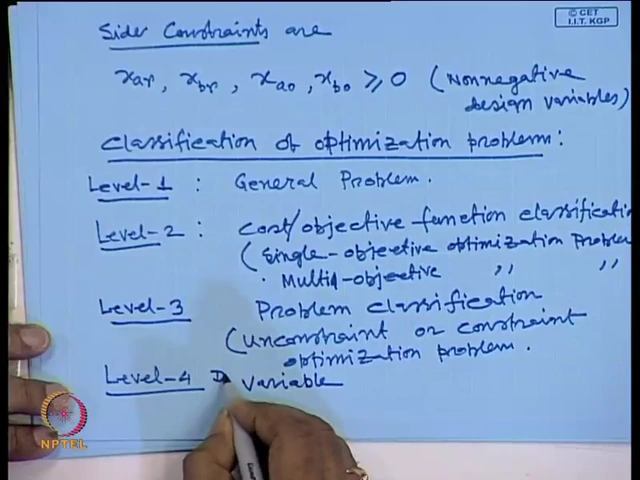 © CET
I.I.T. KGP
Side Constraints are
xar, xbr, xao, xbo ≥ 0 (Nonnegative
design variables)
Classification of optimization problem:
Level-1 : General Problem.
Level-2 : Cost/objective function classificatio
(Single-objective optimization Proble
Multi-objective " "
Level-3 Problem classification
(Unconstraint or constraint
optimization problem.
Level-4 D variable
NPTEL